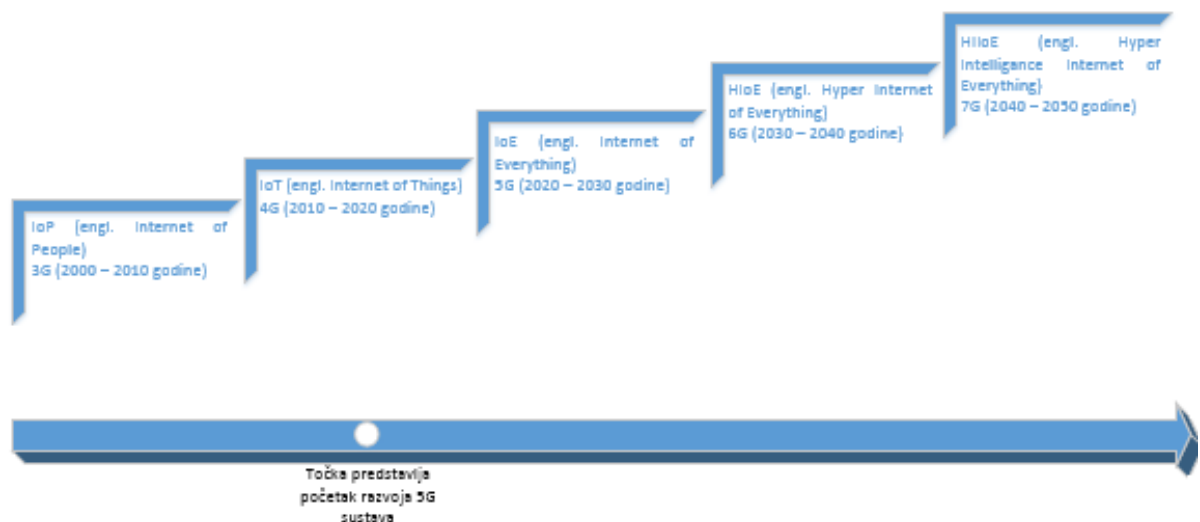 IoP (engl. Internet of
People)
3G (2000 – 2010 godine)
IoT (engl. Internet of Things)
4G (2010 – 2020 godine)
IoE (engl. Internet of
Everything)
5G (2020 – 2030 godine)
HIoE (engl. Hyper Internet
of Everything)
6G (2030 – 2040 godine)
HIIoE (engl. Hyper
Intelligance Internet of
Everything)
7G (2040 – 2050 godine)
Točka predstavlja
početak razvoja 5G
sustava